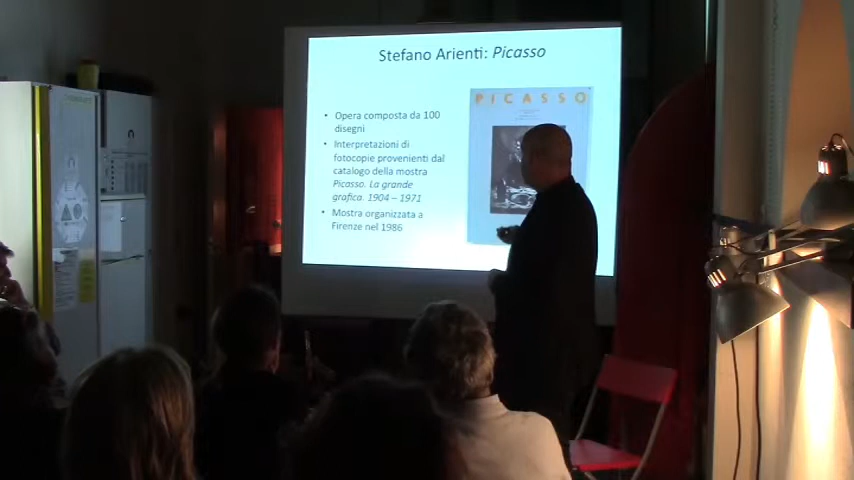 Stefano Arienti: Picasso
PICASSO
• Opera composta da 100
disegni
• Interpretazioni di
fotocopie provenienti dal
catalogo della mostra
Picasso. La grande
grafica. 1904 – 1971
• Mostra organizzata a
Firenze nel 1986